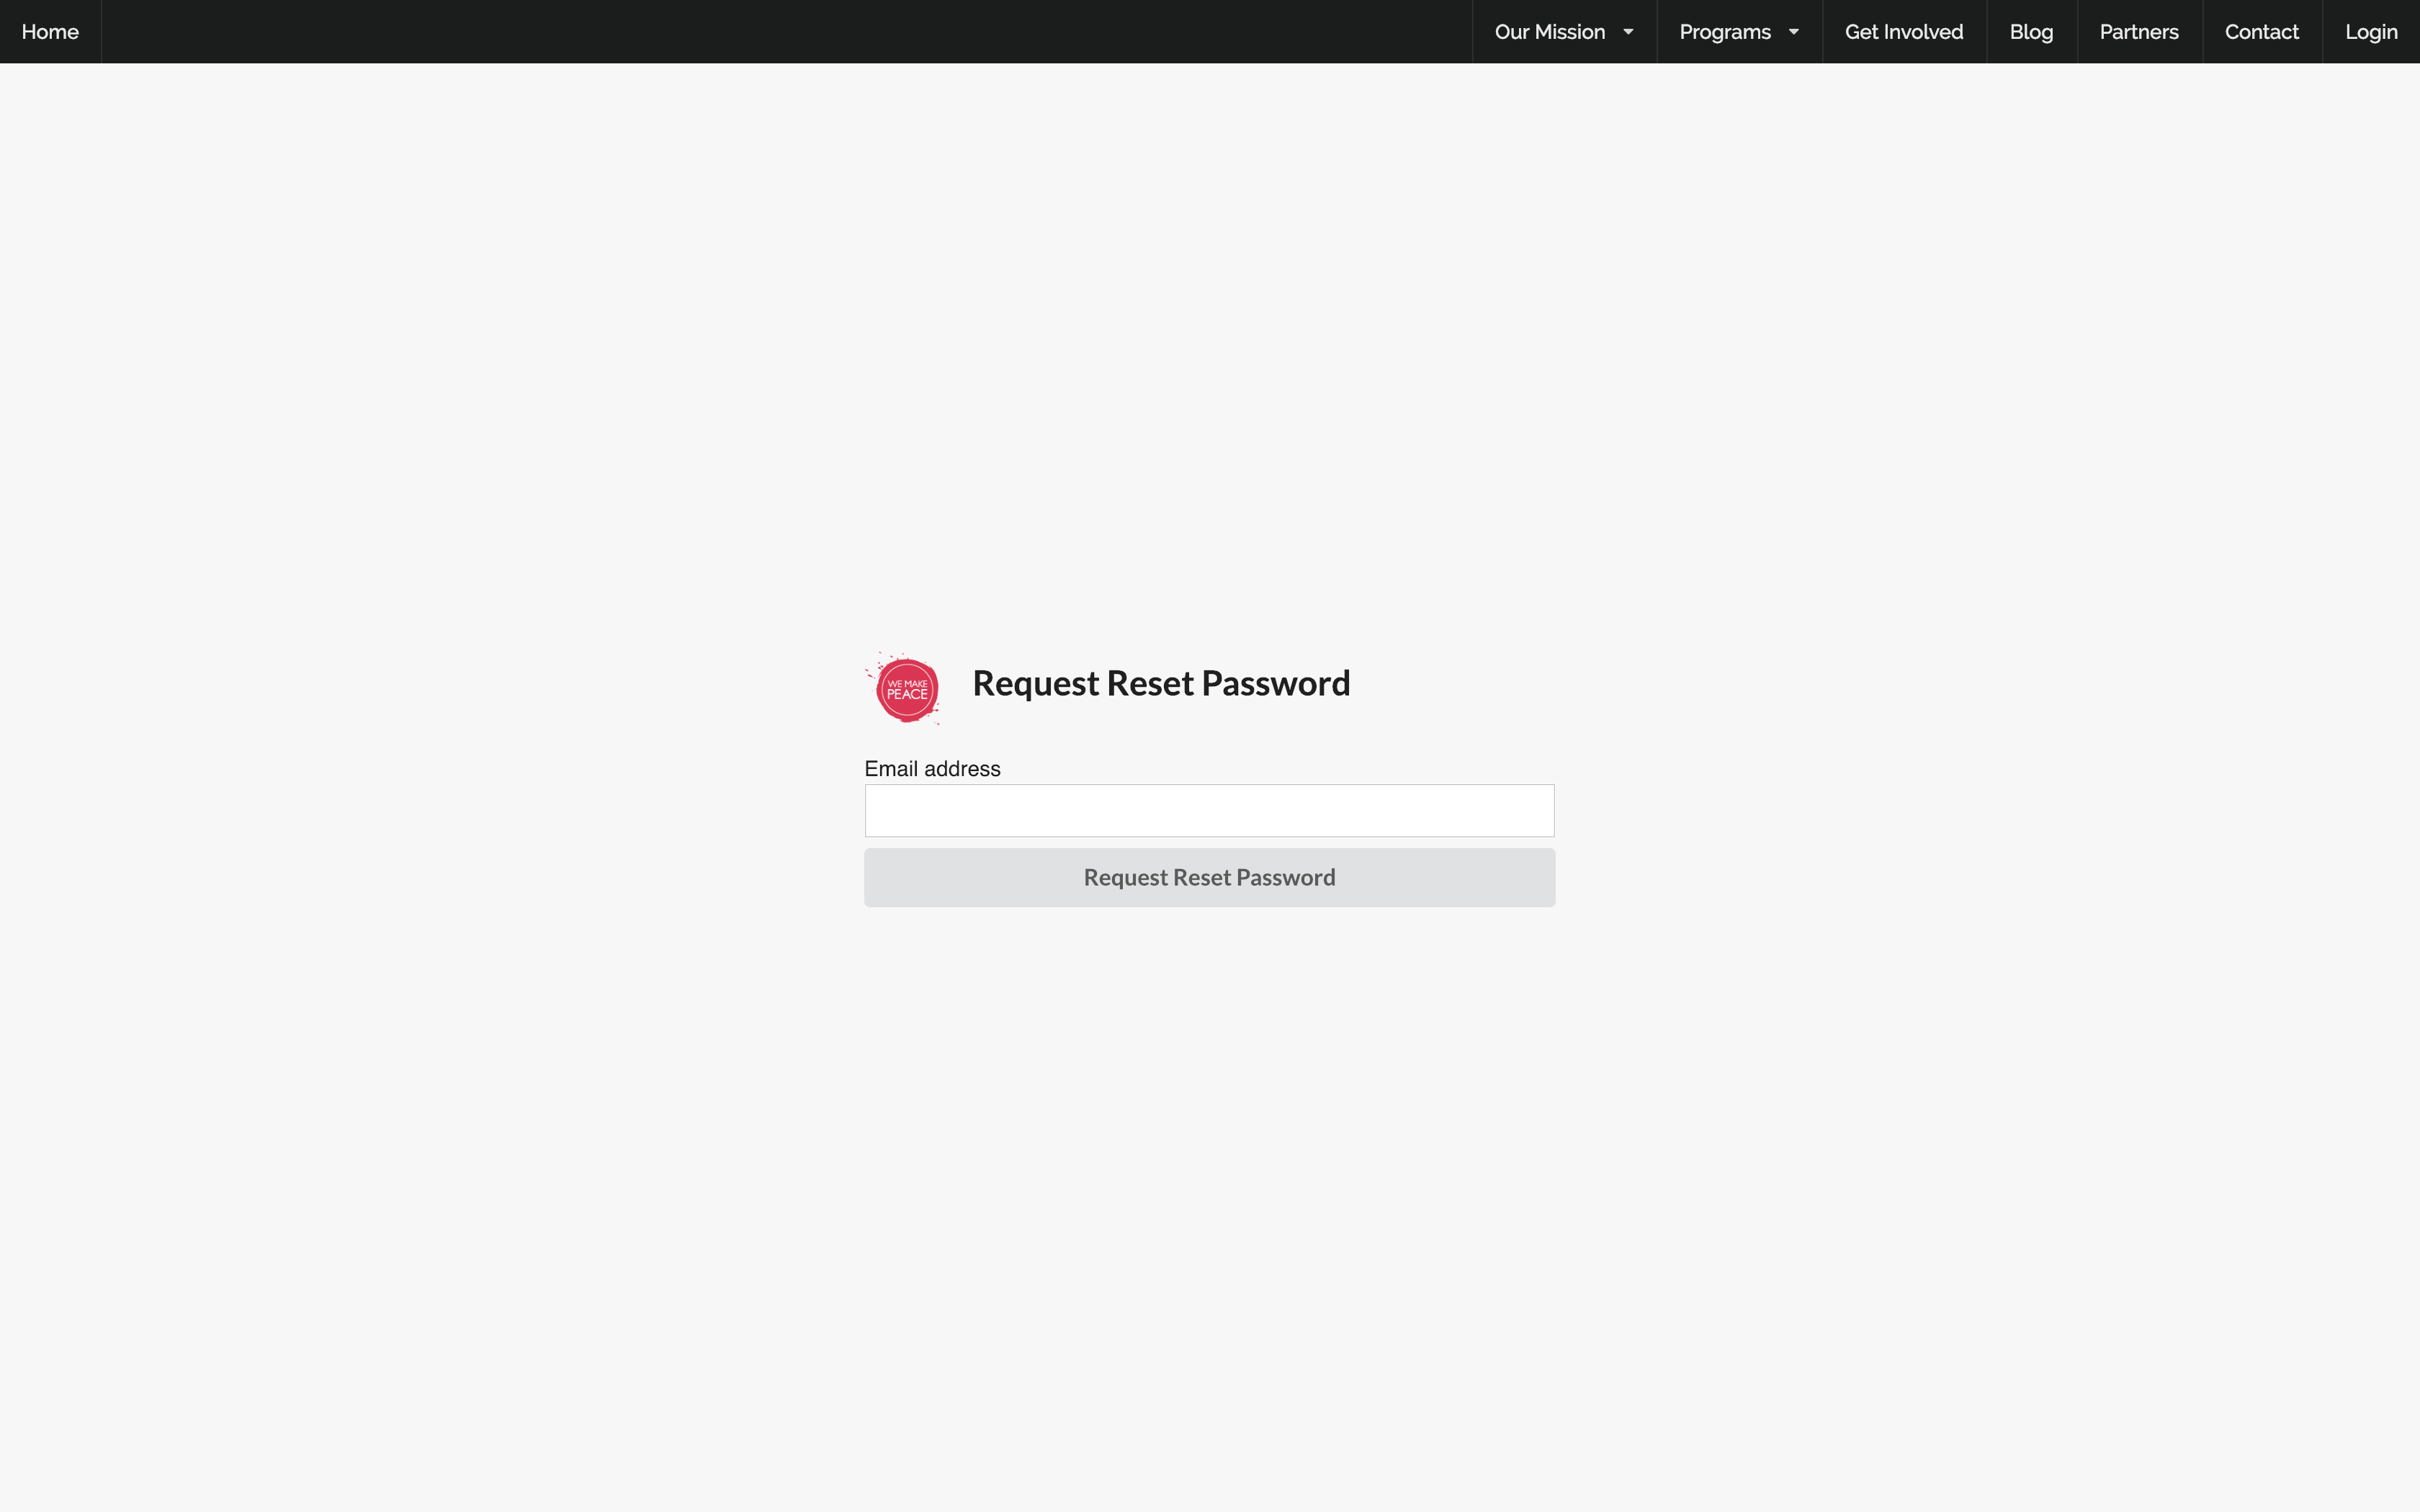 Home Our Mission Programs Get Involved Blog Partners Contact Login
WE MAKE
PEACE
Request Reset Password
Email address
Request Reset Password